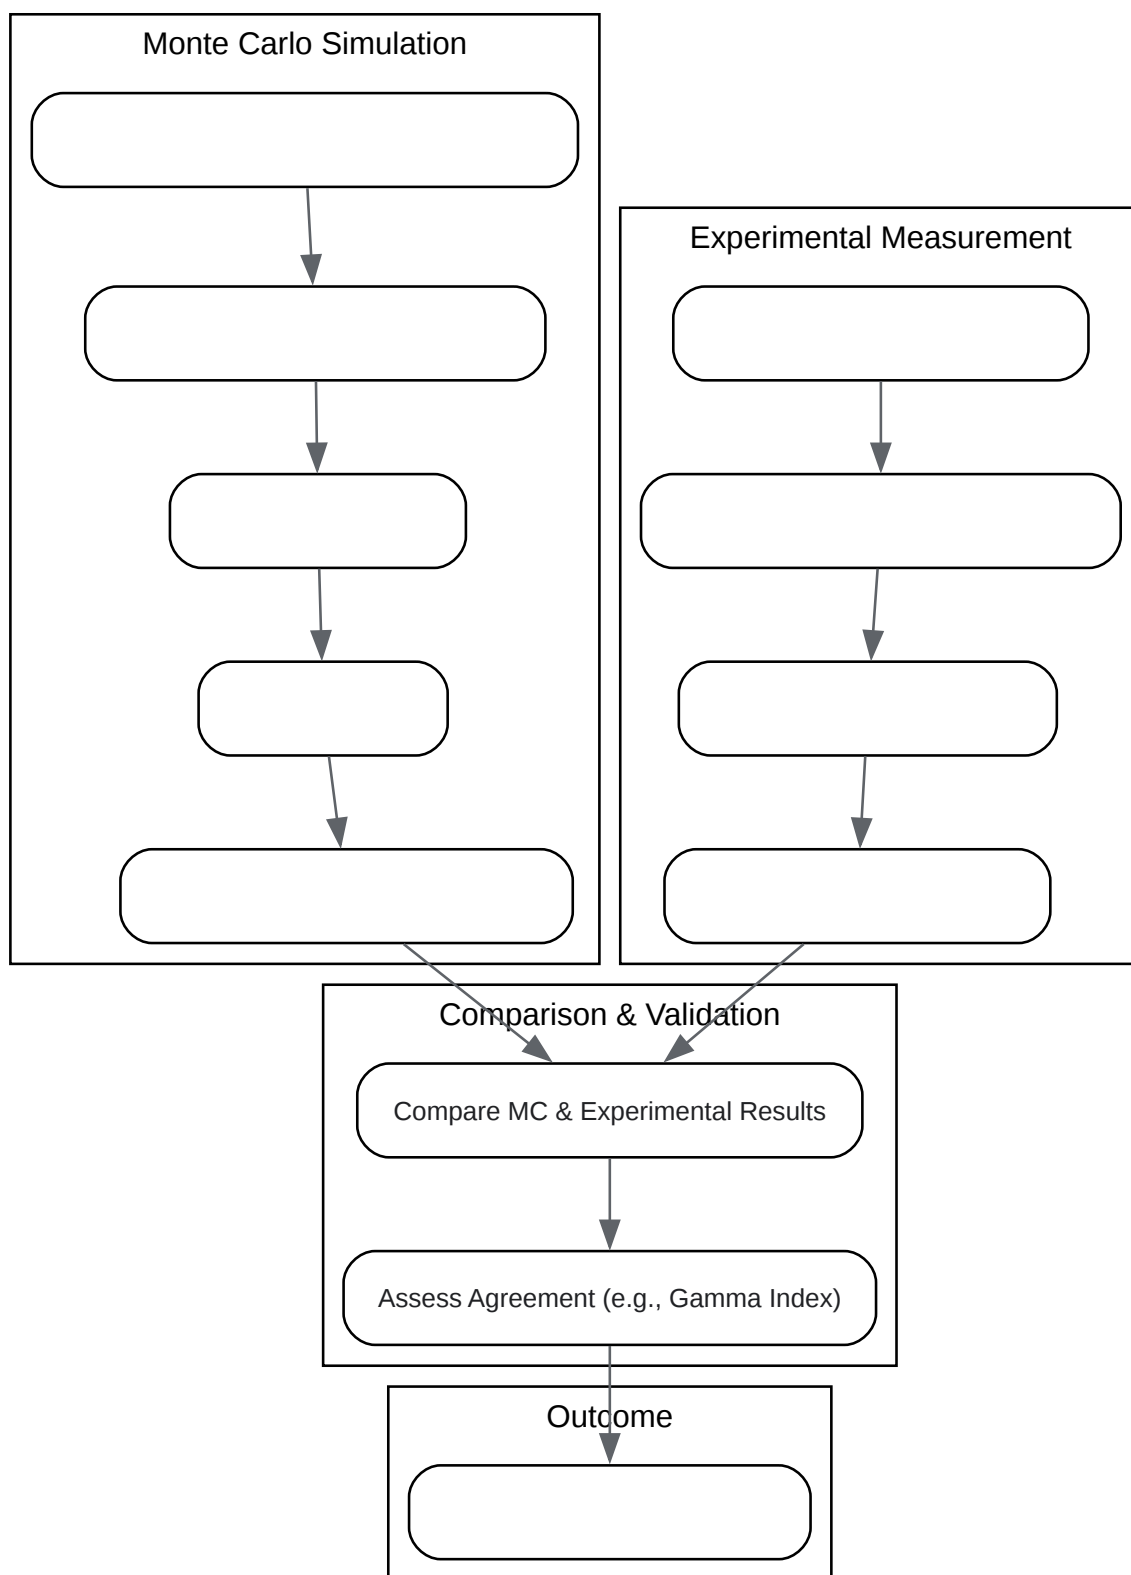 Monte Carlo Simulation
Experimental Measurement
Comparison & Validation
Compare MC & Experimental Results
Assess Agreement (e.g., Gamma Index)
Outcome